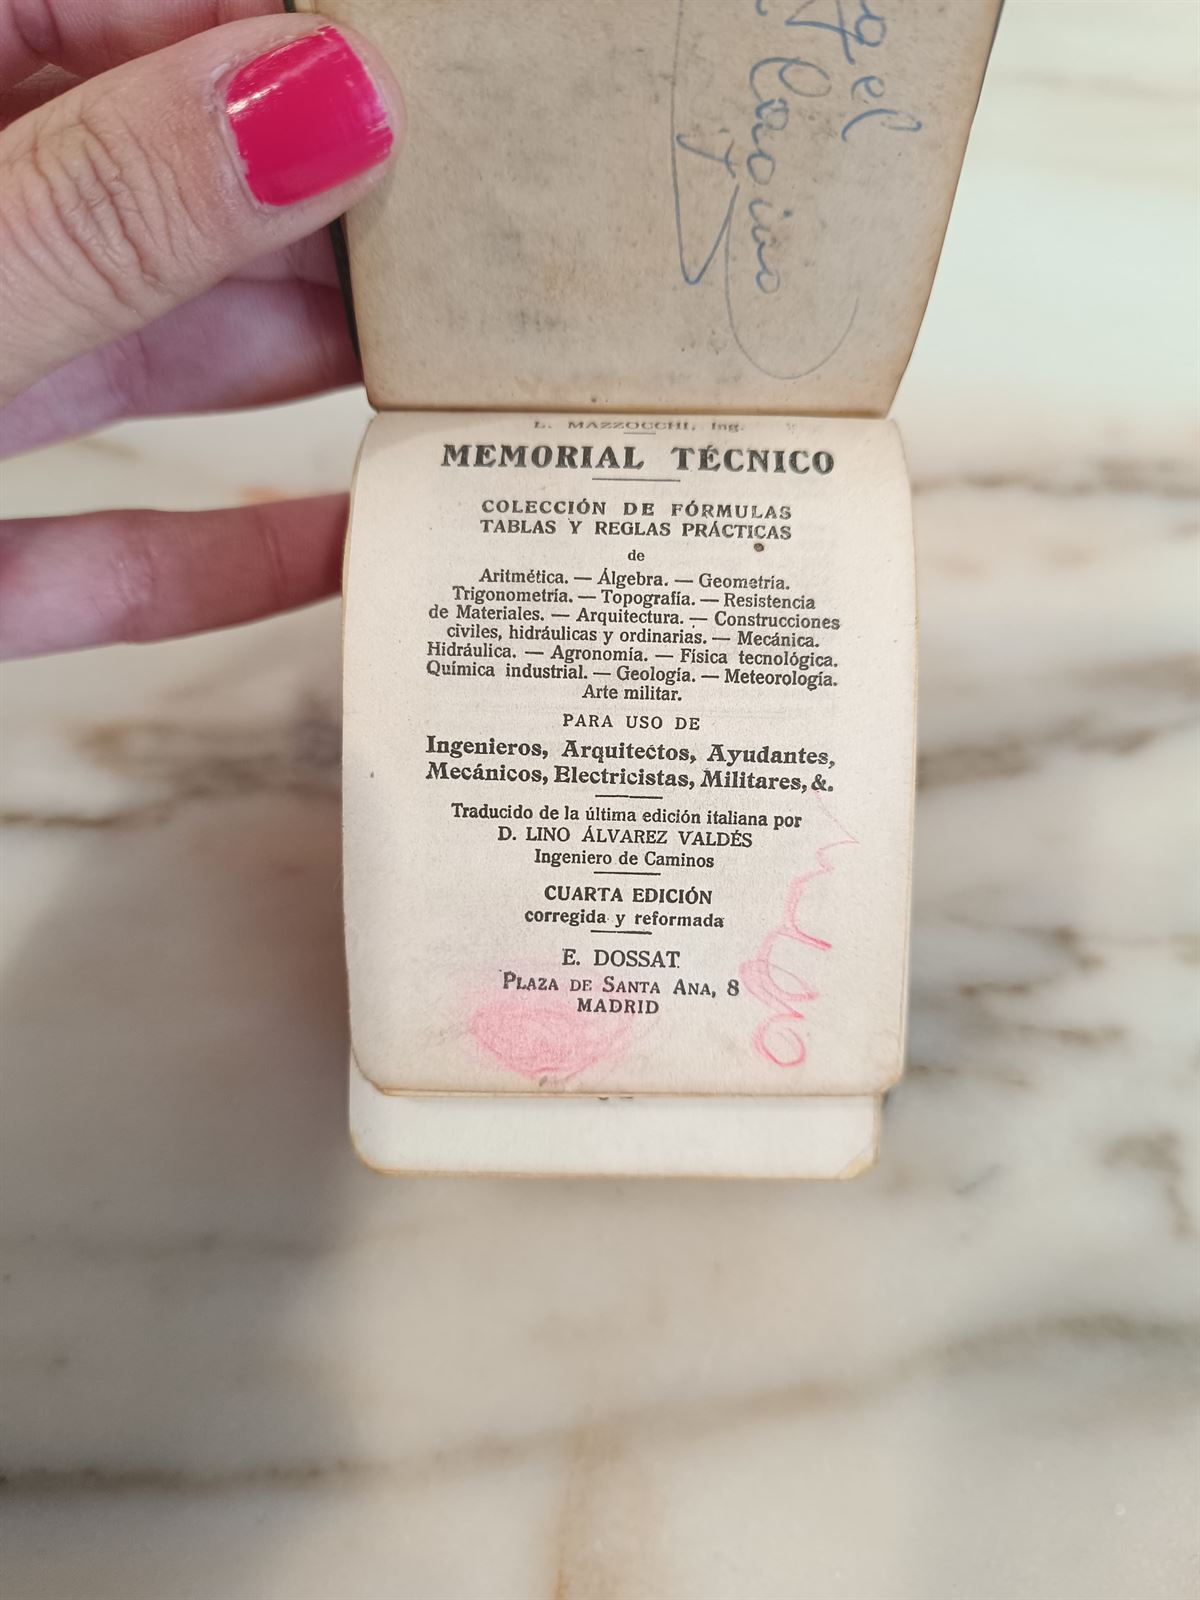 L. MAZZOCCHI, Ing.
MEMORIAL TÉCNICO
COLECCIÓN DE FÓRMULAS
TABLAS Y REGLAS PRÁCTICAS
de
Aritmética. — Álgebra. — Geometría.
Trigonometría. — Topografía. — Resistencia
de Materiales. — Arquitectura. — Construcciones
civiles, hidráulicas y ordinarias. — Mecánica.
Hidráulica. — Agronomía. — Física tecnológica.
Química industrial. — Geología. — Meteorología.
Arte militar.
PARA USO DE
Ingenieros, Arquitectos, Ayudantes,
Mecánicos, Electricistas, Militares, &.
Traducido de la última edición italiana por
D. LINO ÁLVAREZ VALDÉS
Ingeniero de Caminos
CUARTA EDICIÓN
corregida y reformada
E. DOSSAT
PLAZA DE SANTA ANA, 8
MADRID